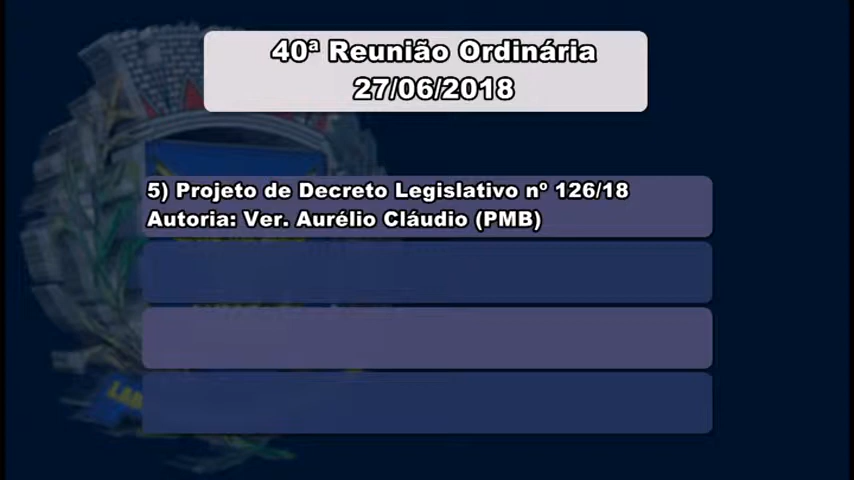 40ª Reunião Ordinária
27/06/2018
5) Projeto de Decreto Legislativo nº 126/18
Autoria: Ver. Aurélio Cláudio (PMB)